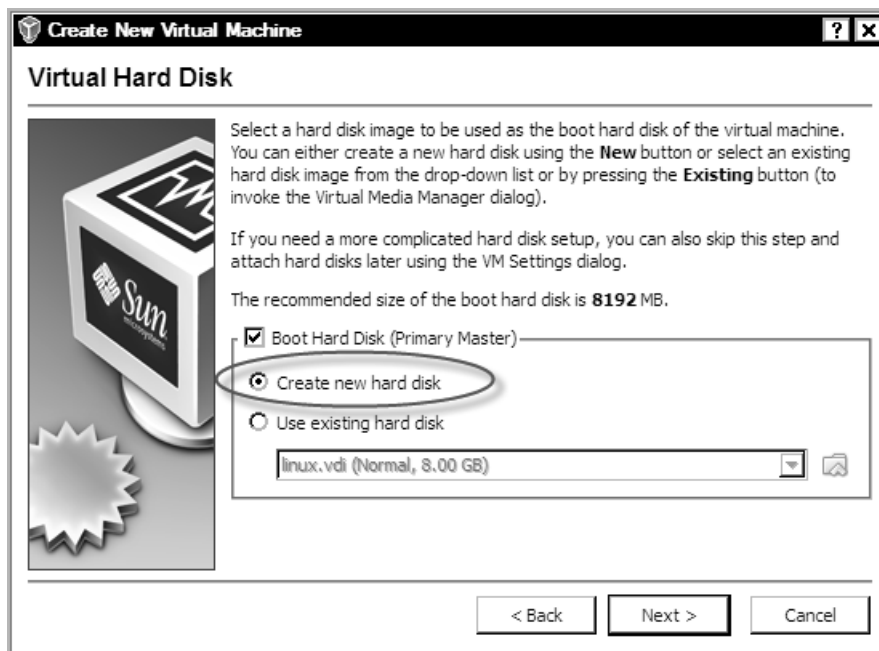 Create New Virtual Machine
?
Virtual Hard Disk
Select a hard disk image to be used as the boot hard disk of the virtual machine.
You can either create a new hard disk using the New button or select an existing
hard disk image from the drop-down list or by pressing the Existing button (to
invoke the Virtual Media Manager dialog).
If you need a more complicated hard disk setup, you can also skip this step and
attach hard disks later using the VM Settings dialog.
The recommended size of the boot hard disk is 8192 MB.
Sun
microsystems
Boot Hard Disk (Primary Master)
Create new hard disk
Use existing hard disk
linux.vdi (Normal, 8.00 GB)
< Back
Next >
Cancel